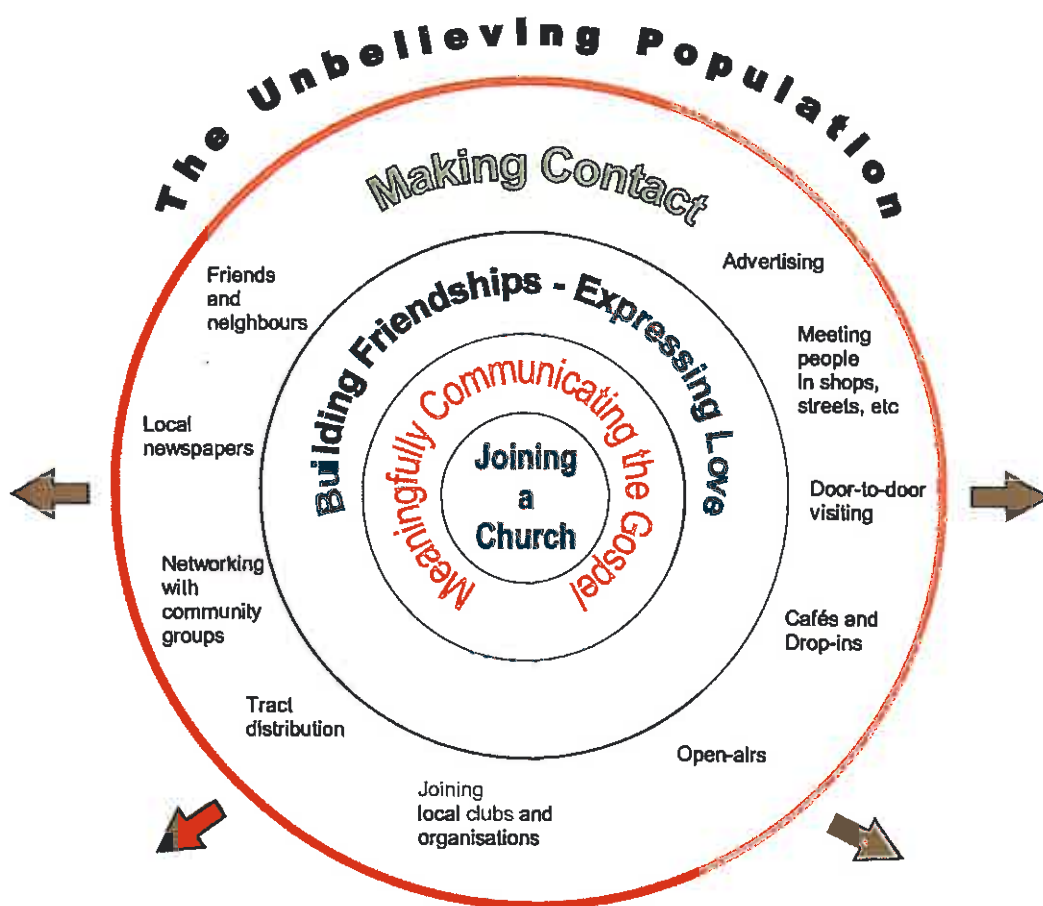 The Unbelieving Population
Making Contact
Building Friendships - Expressing Love
Meaningfully Communicating the Gospel
Joining
a
Church
Advertising
Meeting
people
In shops,
streets, etc
Door-to-door
visiting
Cafés and
Drop-ins
Open-airs
Joining
local clubs and
organisations
Tract
distribution
Networking
with
community
groups
Local
newspapers
Friends
and
neighbours